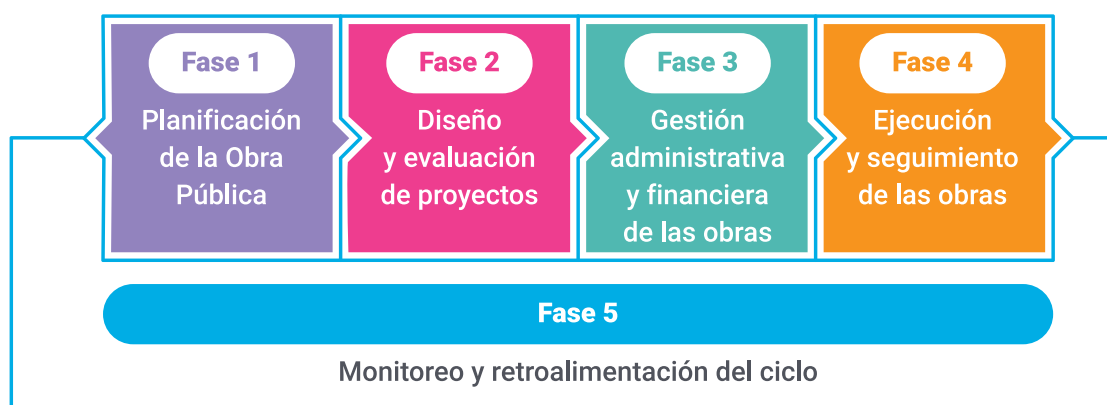 Fase 1
Planificación
de la Obra
Pública
Fase 2
Diseño
y evaluación
de proyectos
Fase 3
Gestión
administrativa
y financiera
de las obras
Fase 4
Ejecución
y seguimiento
de las obras
Fase 5
Monitoreo y retroalimentación del ciclo